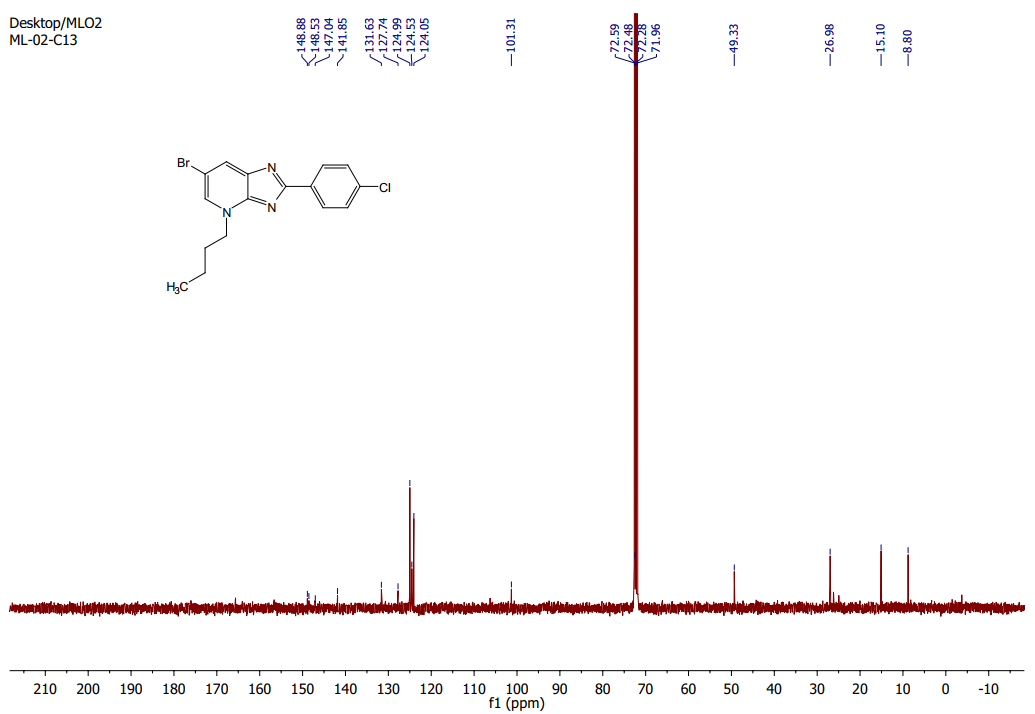 Desktop/MLO2
ML-02-C13
148.88
148.53
147.04
141.85
131.63
127.74
124.99
124.53
124.05
101.31
72.59
72.48
72.28
71.96
49.33
26.98
15.10
8.80
Br
N
Cl
N
N
H3C
210 200 190 180 170 160 150 140 130 120 110 100 90 80 70 60 50 40 30 20 10 0 -10
f1 (ppm)